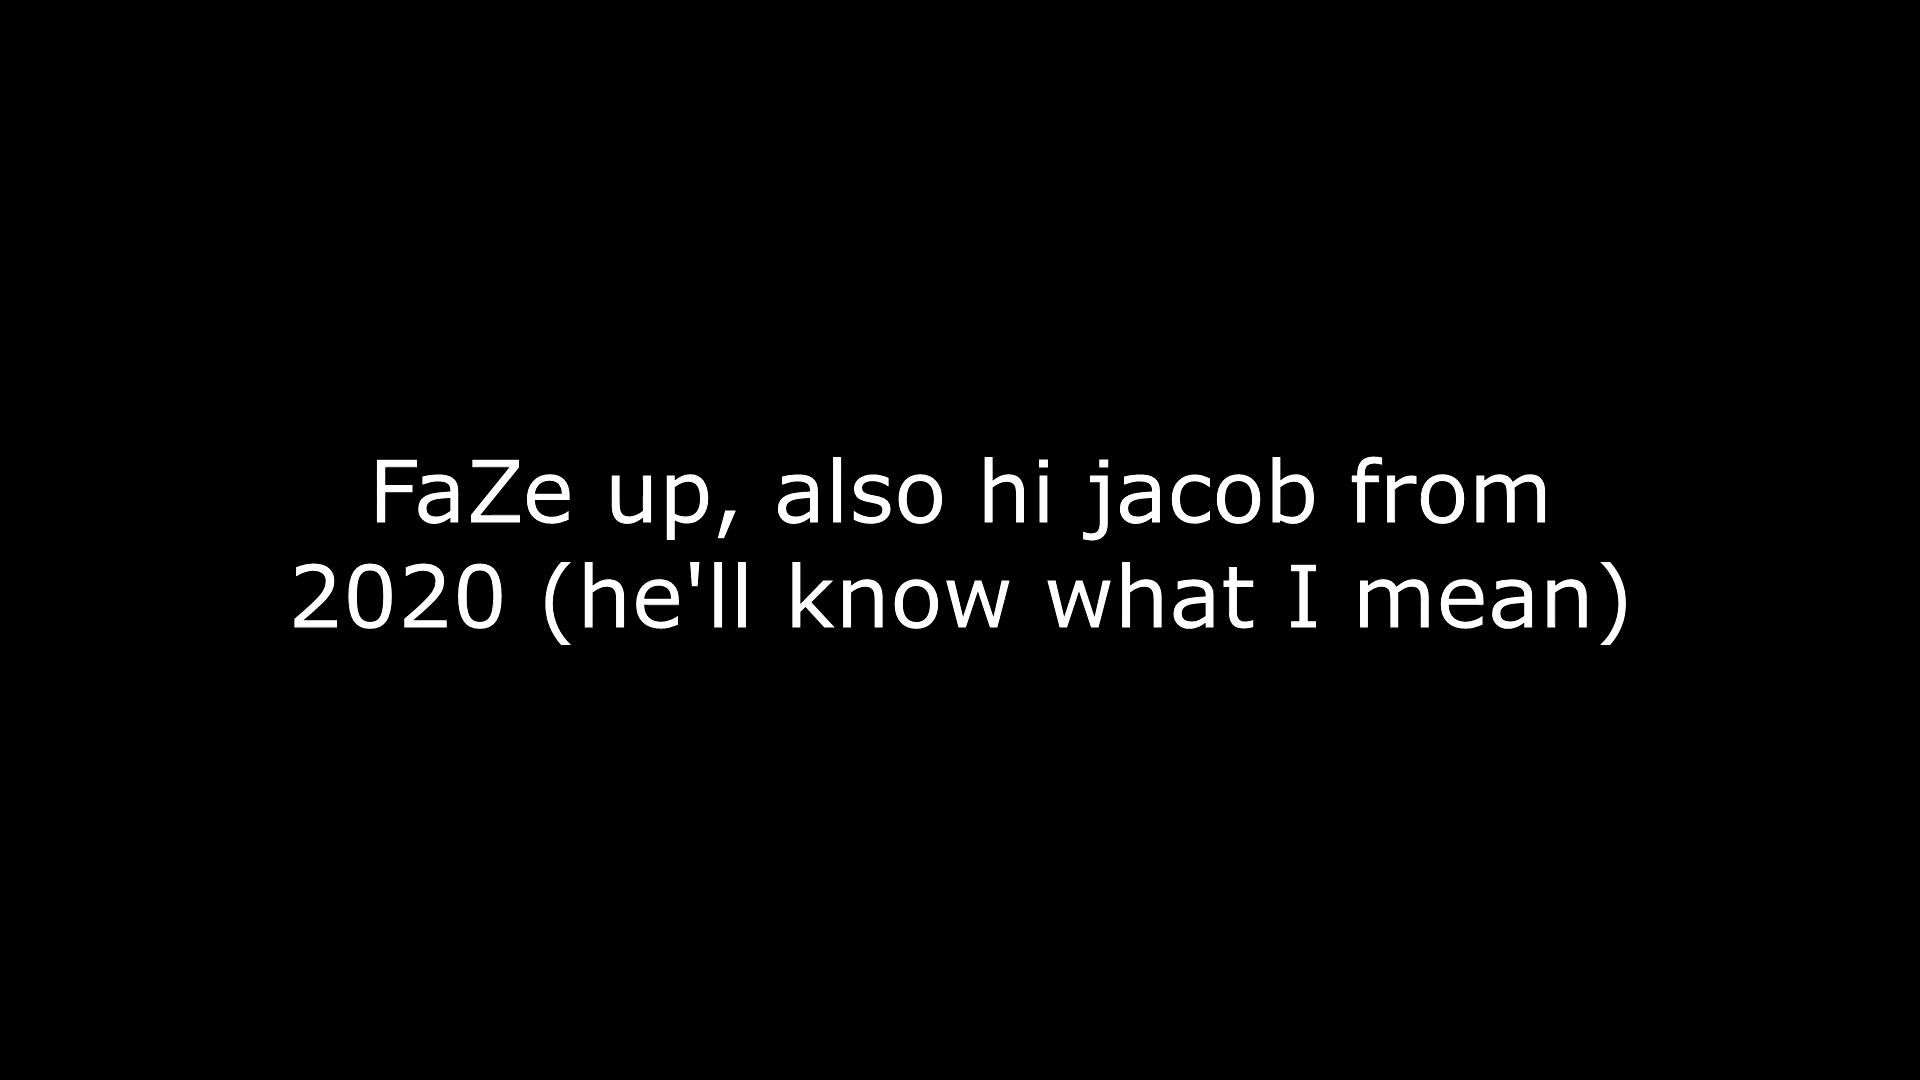 FaZe up, also hi jacob from
2020 (he'll know what I mean)